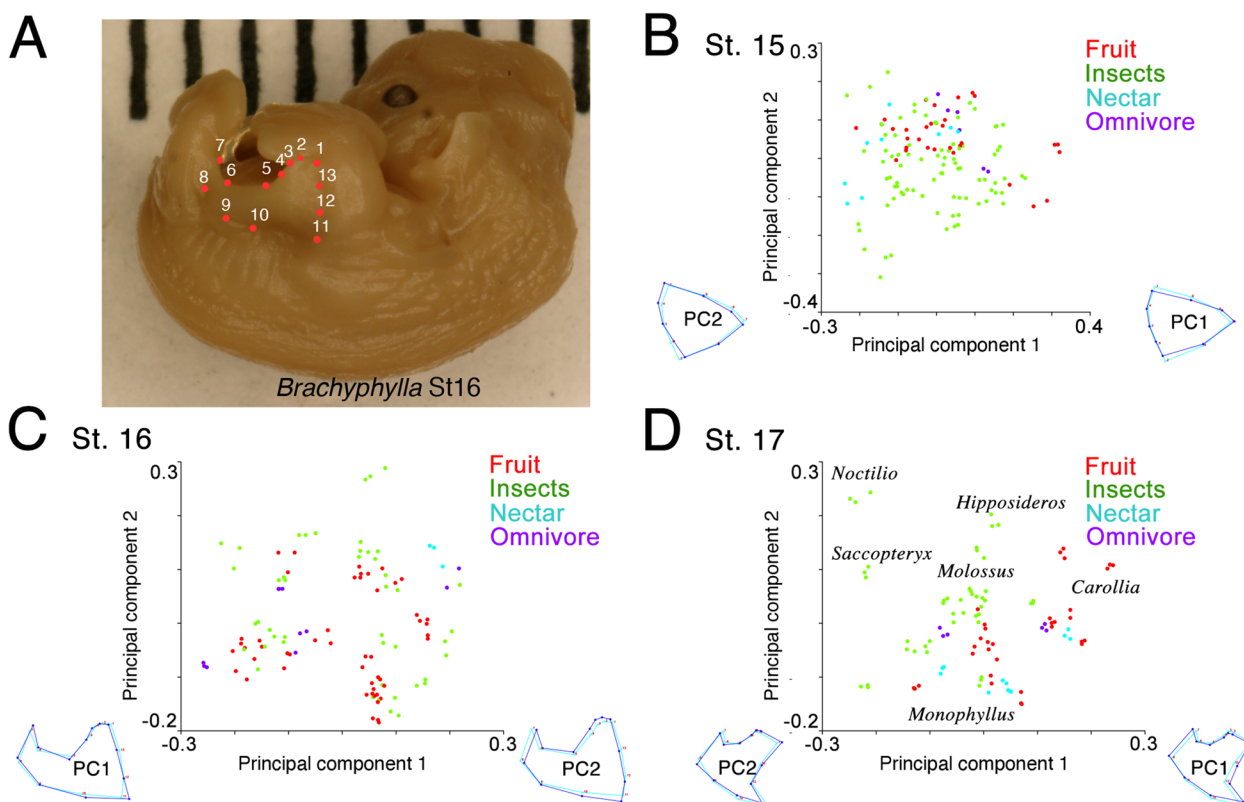 A
7
8
6
5
4
3
2
1
13
12
11
9
10
Brachyphylla St16
B
St. 15
0.3
Fruit
Insects
Nectar
Omnivore
Principal component 2
-0.4
-0.3
0.4
Principal component 1
PC2
PC1
C
St. 16
0.3
Fruit
Insects
Nectar
Omnivore
Principal component 2
-0.2
-0.3
0.3
Principal component 1
PC1
PC2
D
St. 17
0.3
Noctilio
Hipposideros
Fruit
Insects
Nectar
Omnivore
Saccopteryx
Molossus
Carollia
Principal component 2
Monophyllus
-0.2
-0.3
0.3
Principal component 1
PC2
PC1